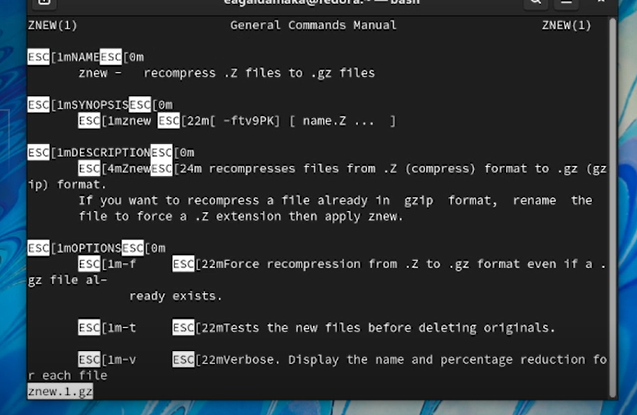 ZNEW(1) General Commands Manual ZNEW(1)
ESC[1mNAMEESC[0m
znew - recompress .Z files to .gz files
ESC[1mSYNOPSISESC[0m
ESC[1mznew ESC[22m[ -ftv9PK] [ name.Z ... ]
ESC[1mDESCRIPTIONESC[0m
ESC[4mZnewESC[24m recompresses files from .Z (compress) format to .gz (gz
ip) format.
If you want to recompress a file already in gzip format, rename the
file to force a .Z extension then apply znew.
ESC[1mOPTIONSESC[0m
ESC[1m-f ESC[22mForce recompression from .Z to .gz format even if a .
gz file al-
ready exists.
ESC[1m-t ESC[22mTests the new files before deleting originals.
ESC[1m-v ESC[22mVerbose. Display the name and percentage reduction fo
r each file
znew.1.gz